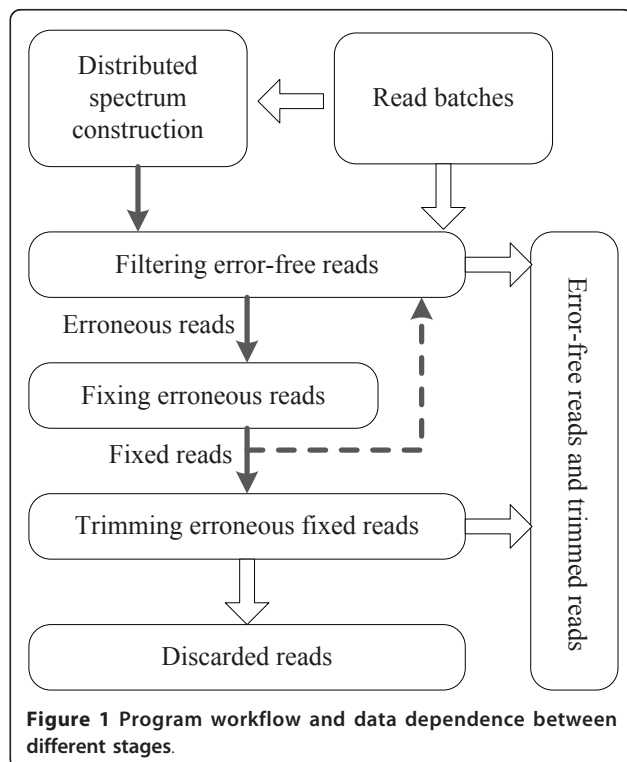 Distributed
spectrum
construction
Read batches
Filtering error-free reads
Erroneous reads
Fixing erroneous reads
Fixed reads
Trimming erroneous fixed reads
Discarded reads
Error-free reads and trimmed reads
Figure 1 Program workflow and data dependence between
different stages.